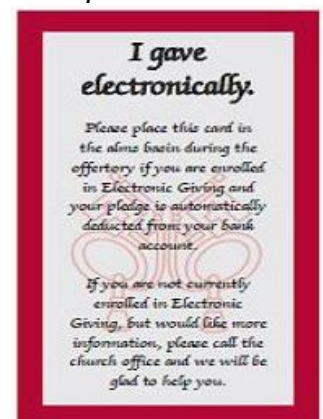 I gave
electronically.
Please place this card in
the alms basin during the
offertory if you are enrolled
in Electronic Giving and
your pledge is automatically
deducted from your bank
account.
If you are not currently
enrolled in Electronic
Giving, but would like more
information, please call the
church office and we will be
glad to help you.